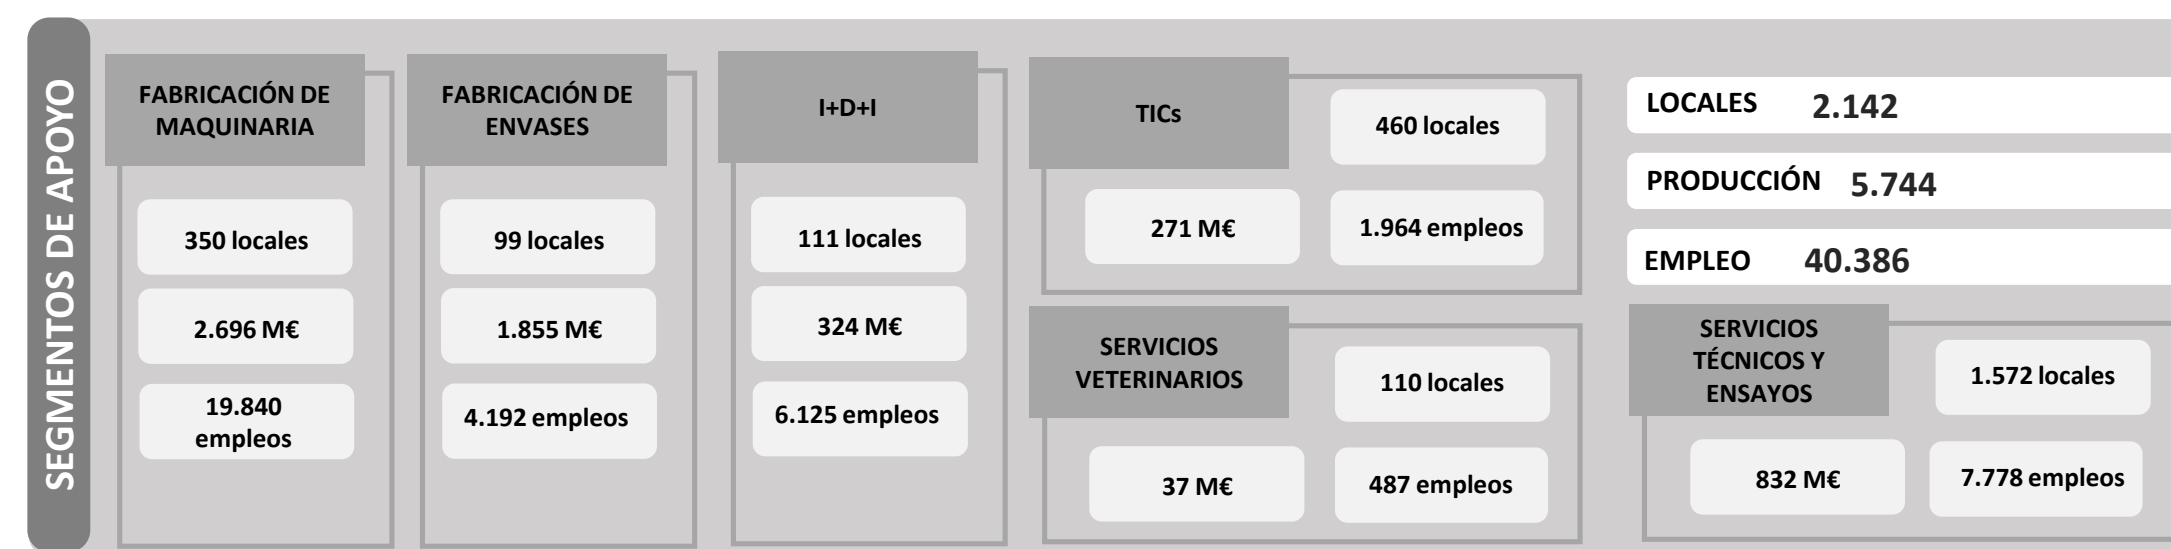 SEGMENTOS DE APOYO
FABRICACIÓN DE
MAQUINARIA
350 locales
2.696 M€
19.840
empleos
FABRICACIÓN DE
ENVASES
99 locales
1.855 M€
4.192 empleos
I+D+I
111 locales
324 M€
6.125 empleos
TICs
460 locales
271 M€
1.964 empleos
SERVICIOS
VETERINARIOS
110 locales
37 M€
487 empleos
LOCALES 2.142
PRODUCCIÓN 5.744
EMPLEO 40.386
SERVICIOS
TÉCNICOS Y
ENSAYOS
1.572 locales
832 M€
7.778 empleos